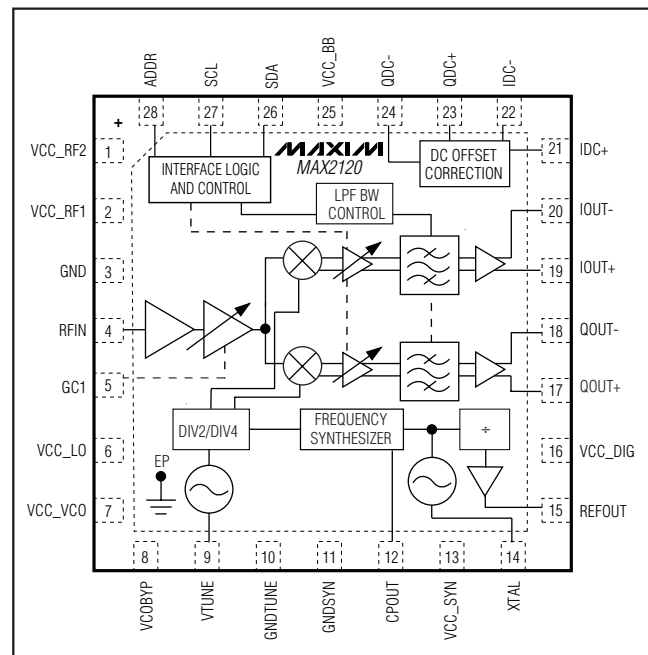 ADDR
SCL
SDA
VCC_BB
QDC-
QDC+
IDC-
28
27
26
25
24
23
22
+
VCC_RF2 1
VCC_RF1 2
GND 3
RFIN 4
GC1 5
VCC_LO 6
VCC_VCO 7
INTERFACE LOGIC
AND CONTROL
MAXIM
MAX2120
DC OFFSET
CORRECTION
LPF BW
CONTROL
DIV2/DIV4
FREQUENCY
SYNTHESIZER
÷
EP
21 IDC+
20 IOUT-
19 IOUT+
18 QOUT-
17 QOUT+
16 VCC_DIG
15 REFOUT
8
9
10
11
12
13
14
VCOBYP
VTUNE
GNDTUNE
GNDSYN
CPOUT
VCC_SYN
XTAL